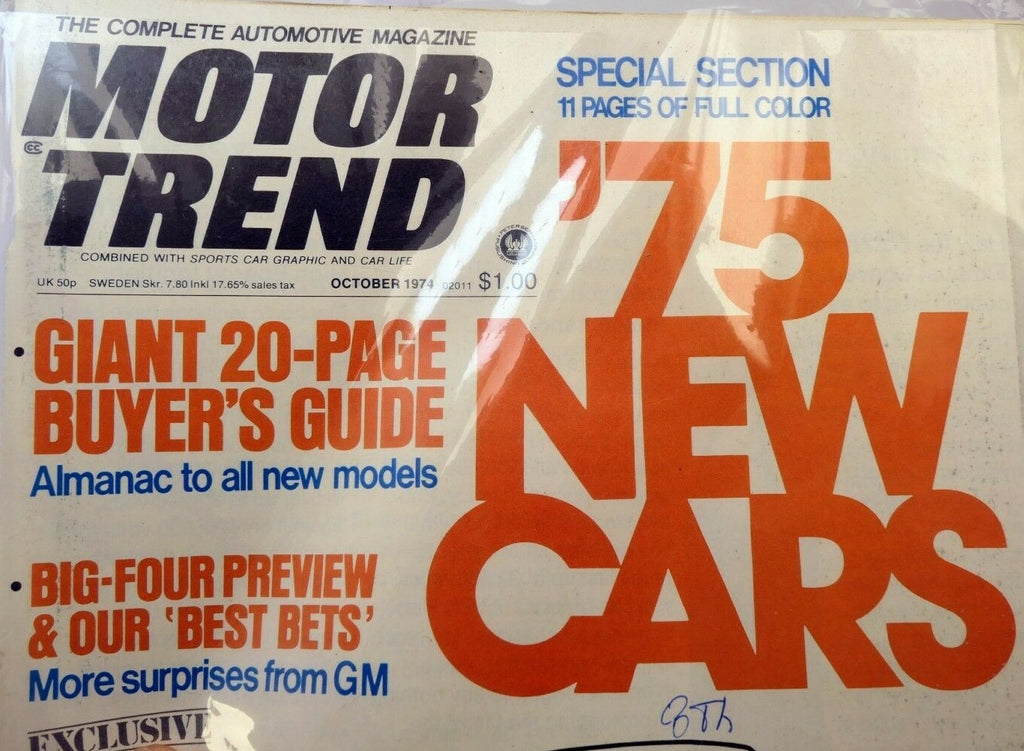 THE COMPLETE AUTOMOTIVE MAGAZINE
MOTOR
TREND
COMBINED WITH SPORTS CAR GRAPHIC AND CAR LIFE
UK 50p SWEDEN Skr. 7.80 Inkl 17.65% sales tax OCTOBER 1974 02011 $1.00
SPECIAL SECTION
11 PAGES OF FULL COLOR
'75
NEW
CARS
• GIANT 20-PAGE
BUYER'S GUIDE
Almanac to all new models
• BIG-FOUR PREVIEW
& OUR 'BEST BETS'
More surprises from GM
EXCLUSIVE
8th